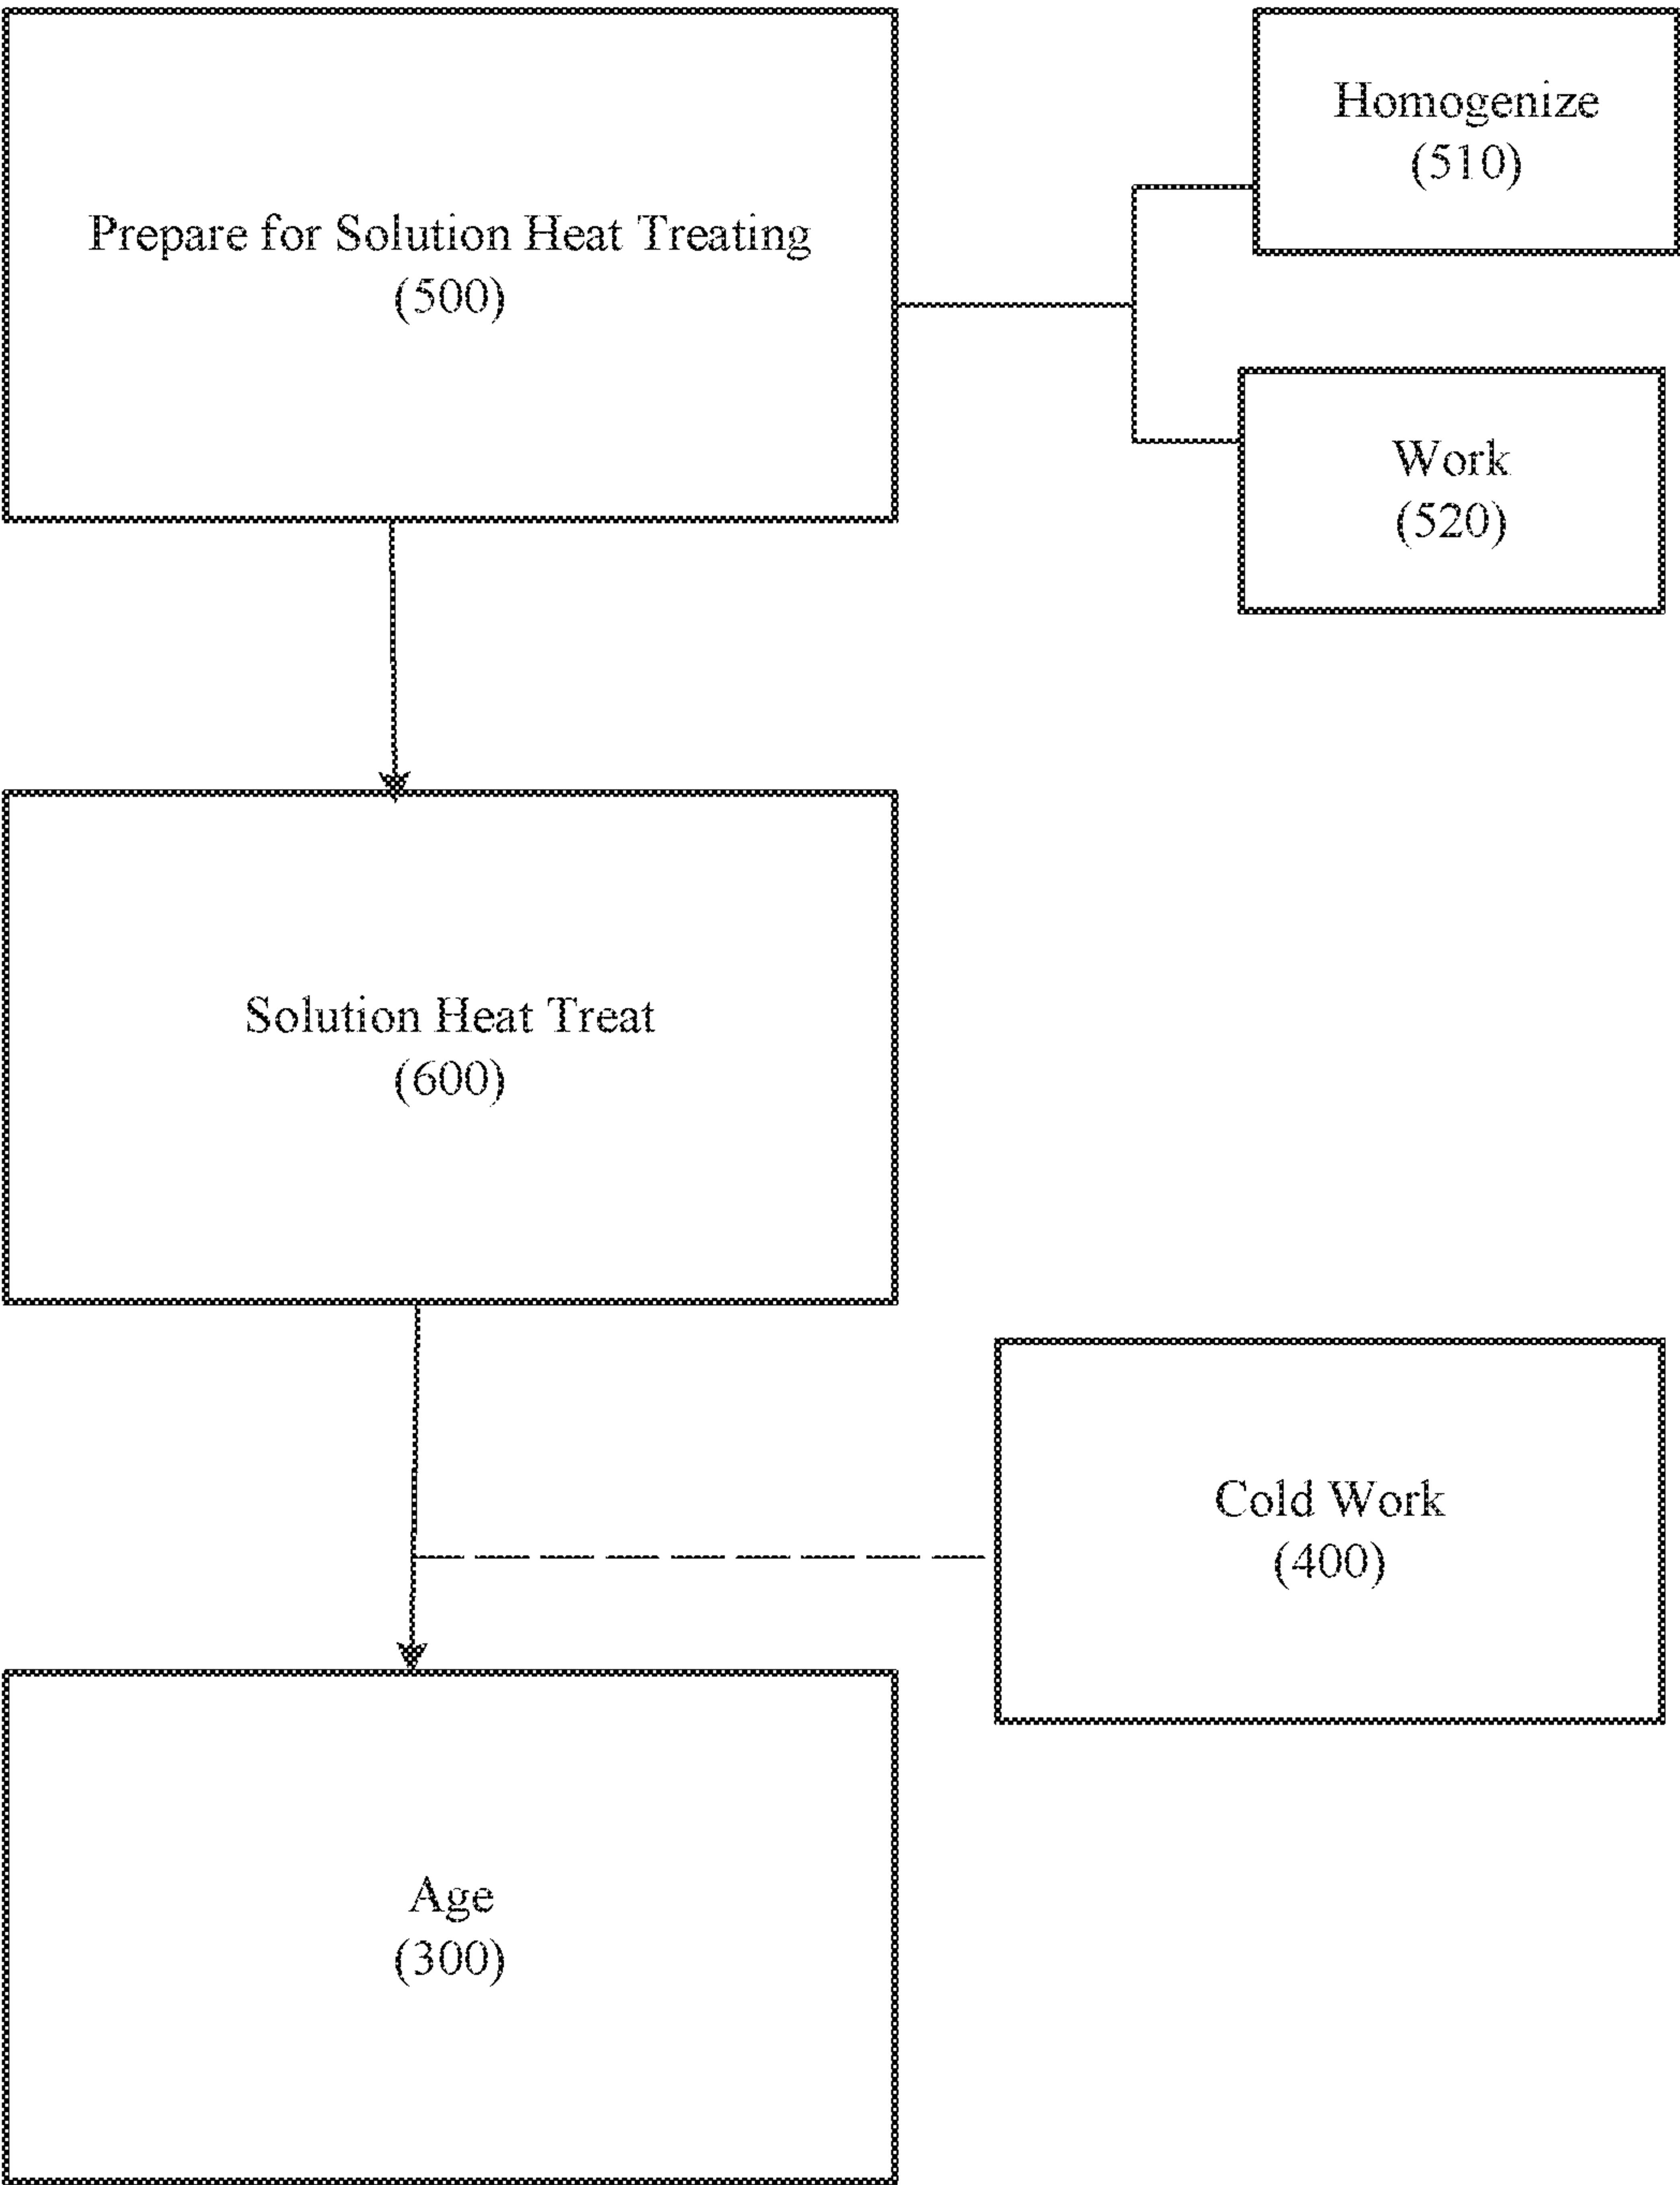 Prepare for Solution Heat Treating
(500)
Homogenize
(510)
Work
(520)
Solution Heat Treat
(600)
Cold Work
(400)
Age
(300)